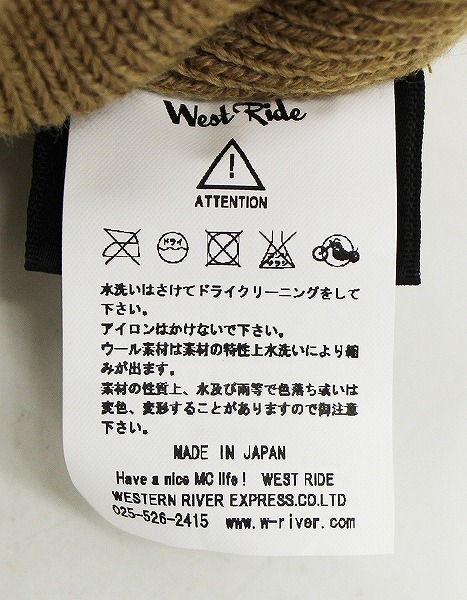 West Ride
!
ATTENTION
ドライ
エンソ
サラシ
水洗いはさけてドライクリーニングをして
下さい。
アイロンはかけないで下さい。
ウール素材は素材の特性上水洗いにより縮
みが出ます。
素材の性質上、水及び雨等で色落ち或いは
変色、変形することがありますので御注意
下さい。
MADE IN JAPAN
Have a nice MC life! WEST RIDE
WESTERN RIVER EXPRESS.CO.LTD
025-526-2415 www.w-river.com